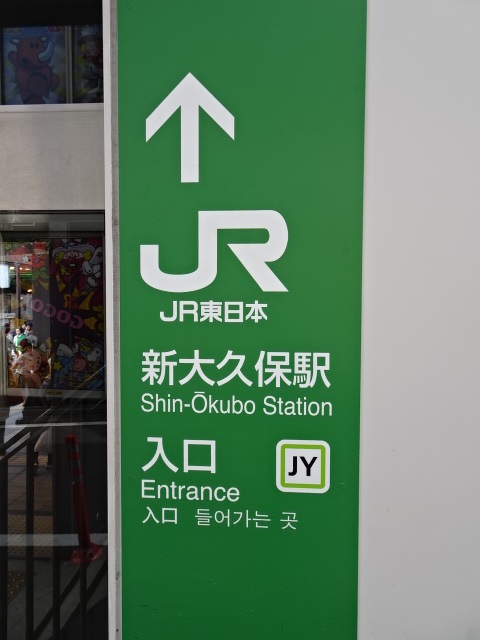 JR
JR東日本
新大久保駅
Shin-Ōkubo Station
入口
JY
Entrance
入口 들어가는 곳